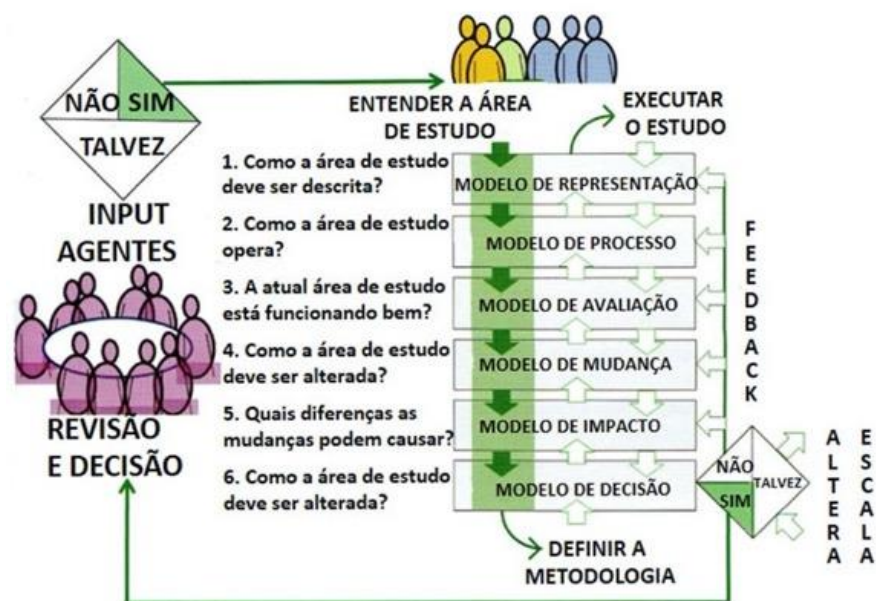 NÃO SIM
TALVEZ
INPUT
AGENTES
REVISÃO
E DECISÃO
ENTENDER A ÁREA
DE ESTUDO
EXECUTAR
O ESTUDO
1. Como a área de estudo
deve ser descrita?
MODELO DE REPRESENTAÇÃO
2. Como a área de estudo
opera?
MODELO DE PROCESSO
3. A atual área de estudo
está funcionando bem?
MODELO DE AVALIAÇÃO
4. Como a área de estudo
deve ser alterada?
MODELO DE MUDANÇA
5. Quais diferenças as
mudanças podem causar?
MODELO DE IMPACTO
6. Como a área de estudo
deve ser alterada?
MODELO DE DECISÃO
DEFINIR A
METODOLOGIA
FEEDBACK
NÃO
TALVEZ
SIM
ALTERA
ESCALA